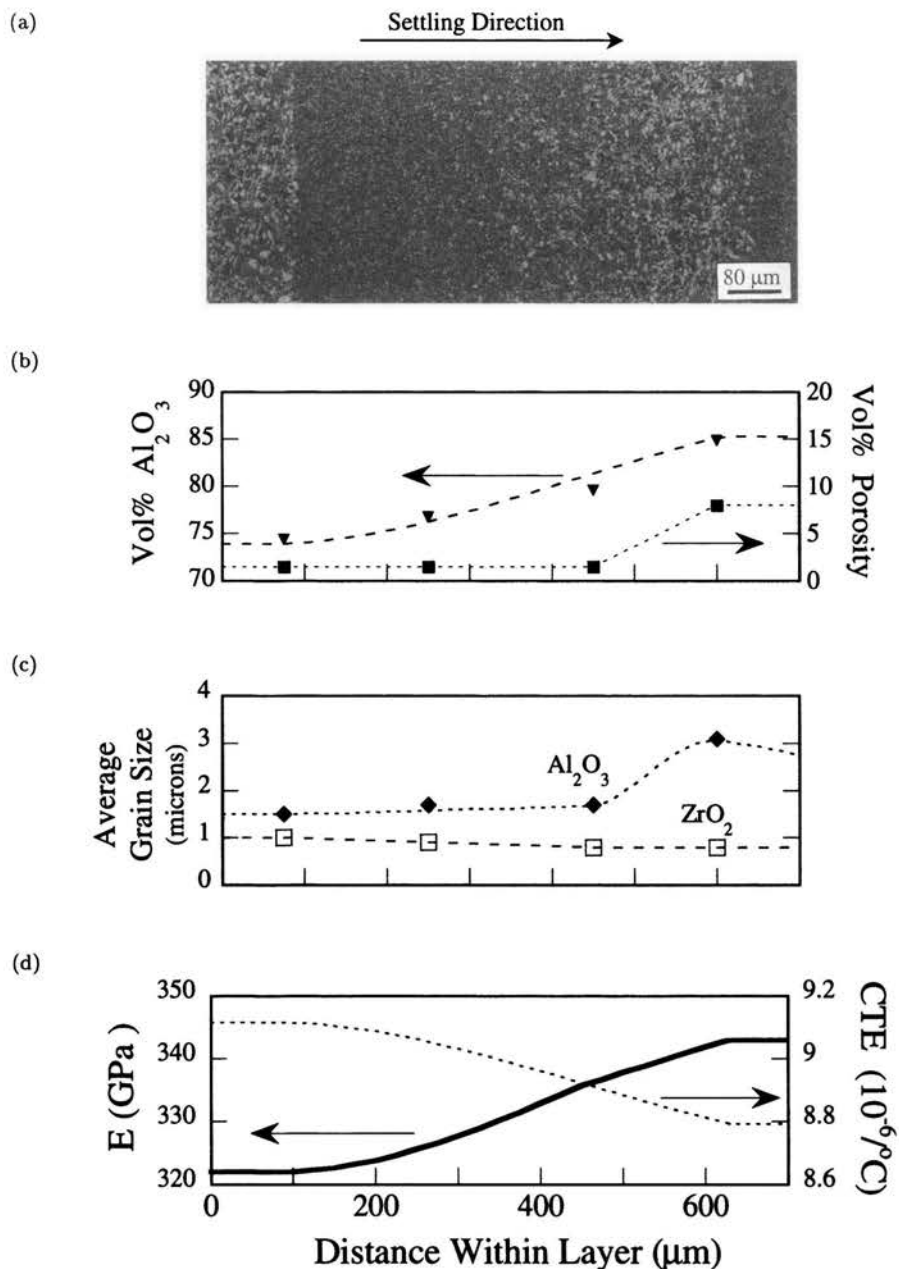 (a)
Settling Direction
80 μm
(b)
Vol% Al₂O₃
90
85
80
75
70
20
15
10
5
0
Vol% Porosity
(c)
Average
Grain Size
(microns)
4
3
2
1
0
Al₂O₃
ZrO₂
(d)
E (GPa)
350
340
330
320
9.2
9
8.8
8.6
CTE (10⁻⁶/°C)
0
200
400
600
Distance Within Layer (μm)